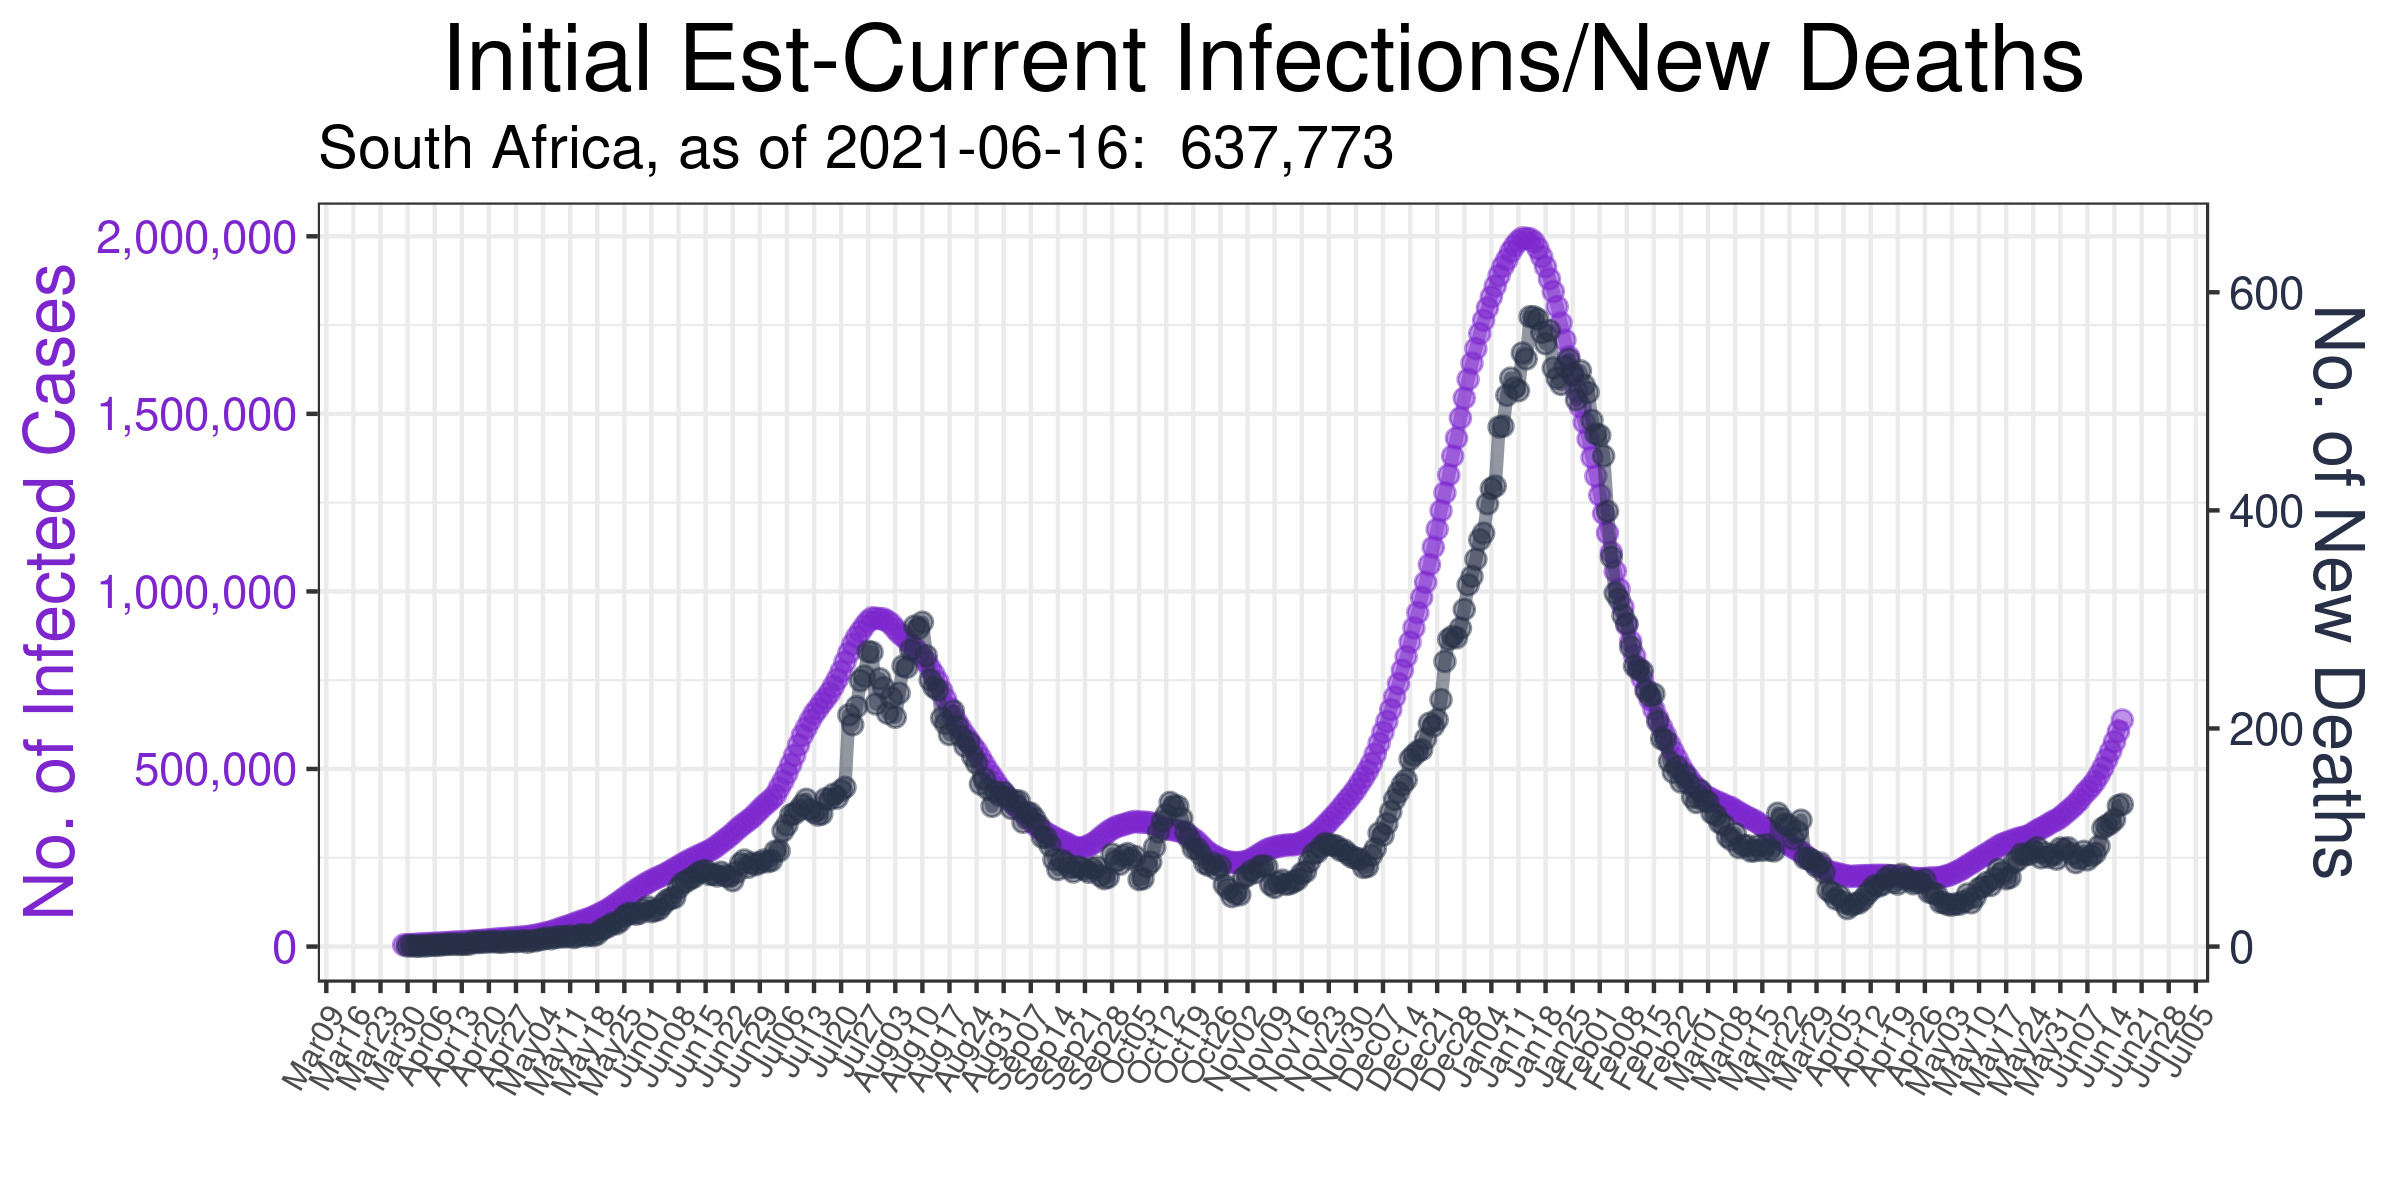 Initial Est-Current Infections/New Deaths
South Africa, as of 2021-06-16:  637,773
No. of Infected Cases
2,000,000
1,500,000
1,000,000
500,000
0
600
400
200
0
No. of New Deaths
Mar09
Mar16
Mar23
Mar30
Apr06
Apr13
Apr20
Apr27
May04
May11
May18
May25
Jun01
Jun08
Jun15
Jun22
Jun29
Jul06
Jul13
Jul20
Jul27
Aug03
Aug10
Aug17
Aug24
Aug31
Sep07
Sep14
Sep21
Sep28
Oct05
Oct12
Oct19
Oct26
Nov02
Nov09
Nov16
Nov23
Nov30
Dec07
Dec14
Dec21
Dec28
Jan04
Jan11
Jan18
Jan25
Feb01
Feb08
Feb15
Feb22
Mar01
Mar08
Mar15
Mar22
Mar29
Apr05
Apr12
Apr19
Apr26
May03
May10
May17
May24
May31
Jun07
Jun14
Jun21
Jun28
Jul05